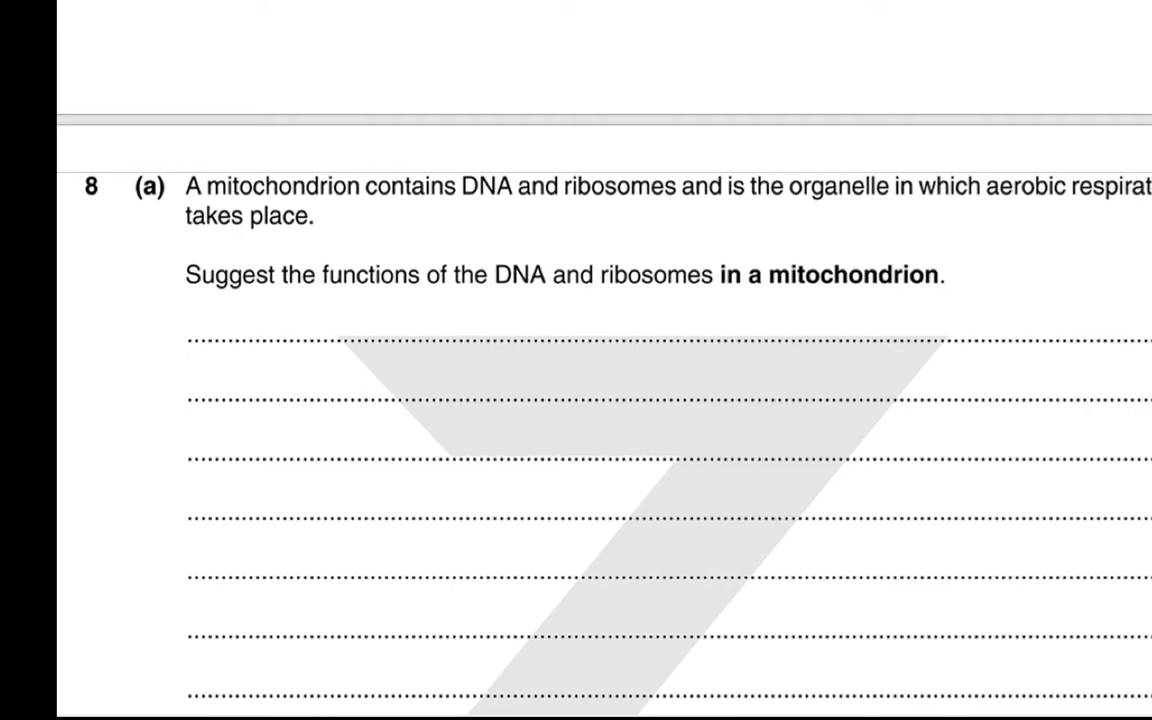 8 (a) A mitochondrion contains DNA and ribosomes and is the organelle in which aerobic respirat
takes place.
Suggest the functions of the DNA and ribosomes in a mitochondrion.